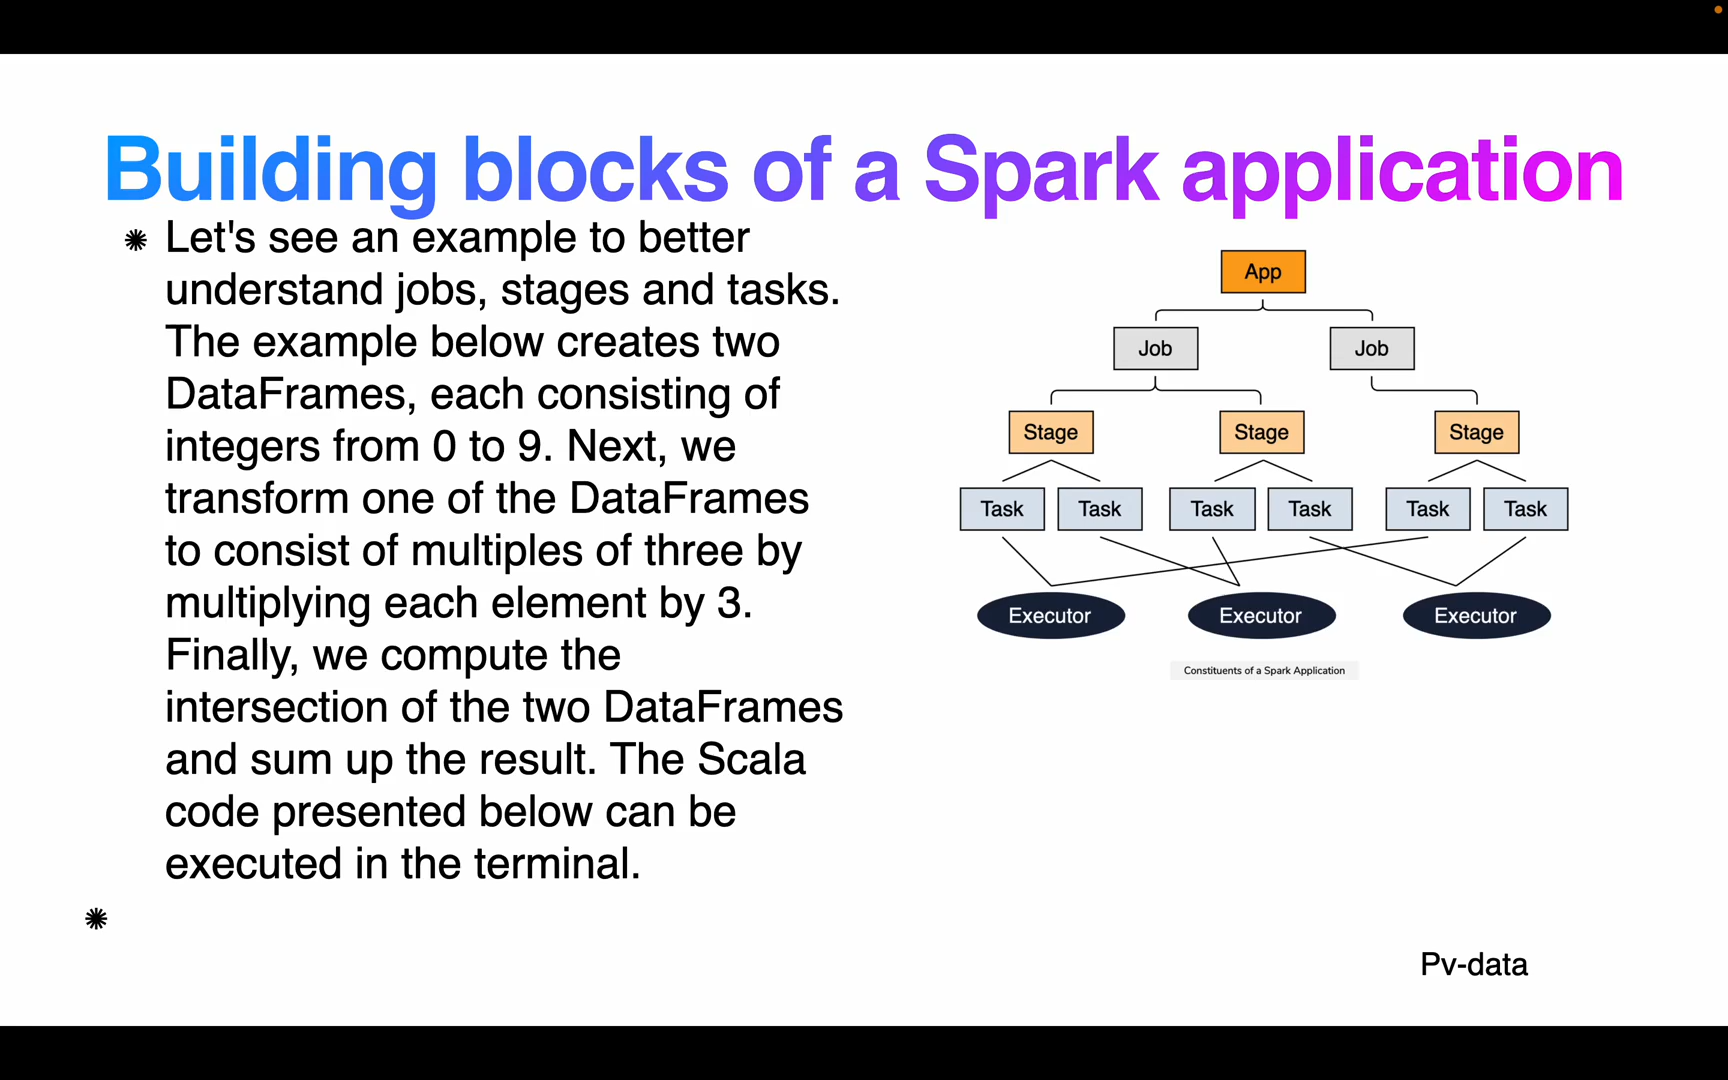 Building blocks of a Spark application
Let's see an example to better
understand jobs, stages and tasks.
The example below creates two
DataFrames, each consisting of
integers from 0 to 9. Next, we
transform one of the DataFrames
to consist of multiples of three by
multiplying each element by 3.
Finally, we compute the
intersection of the two DataFrames
and sum up the result. The Scala
code presented below can be
executed in the terminal.
App
Job Job
Stage Stage Stage
Task Task Task Task Task Task
Executor Executor Executor
Constituents of a Spark Application
Pv-data